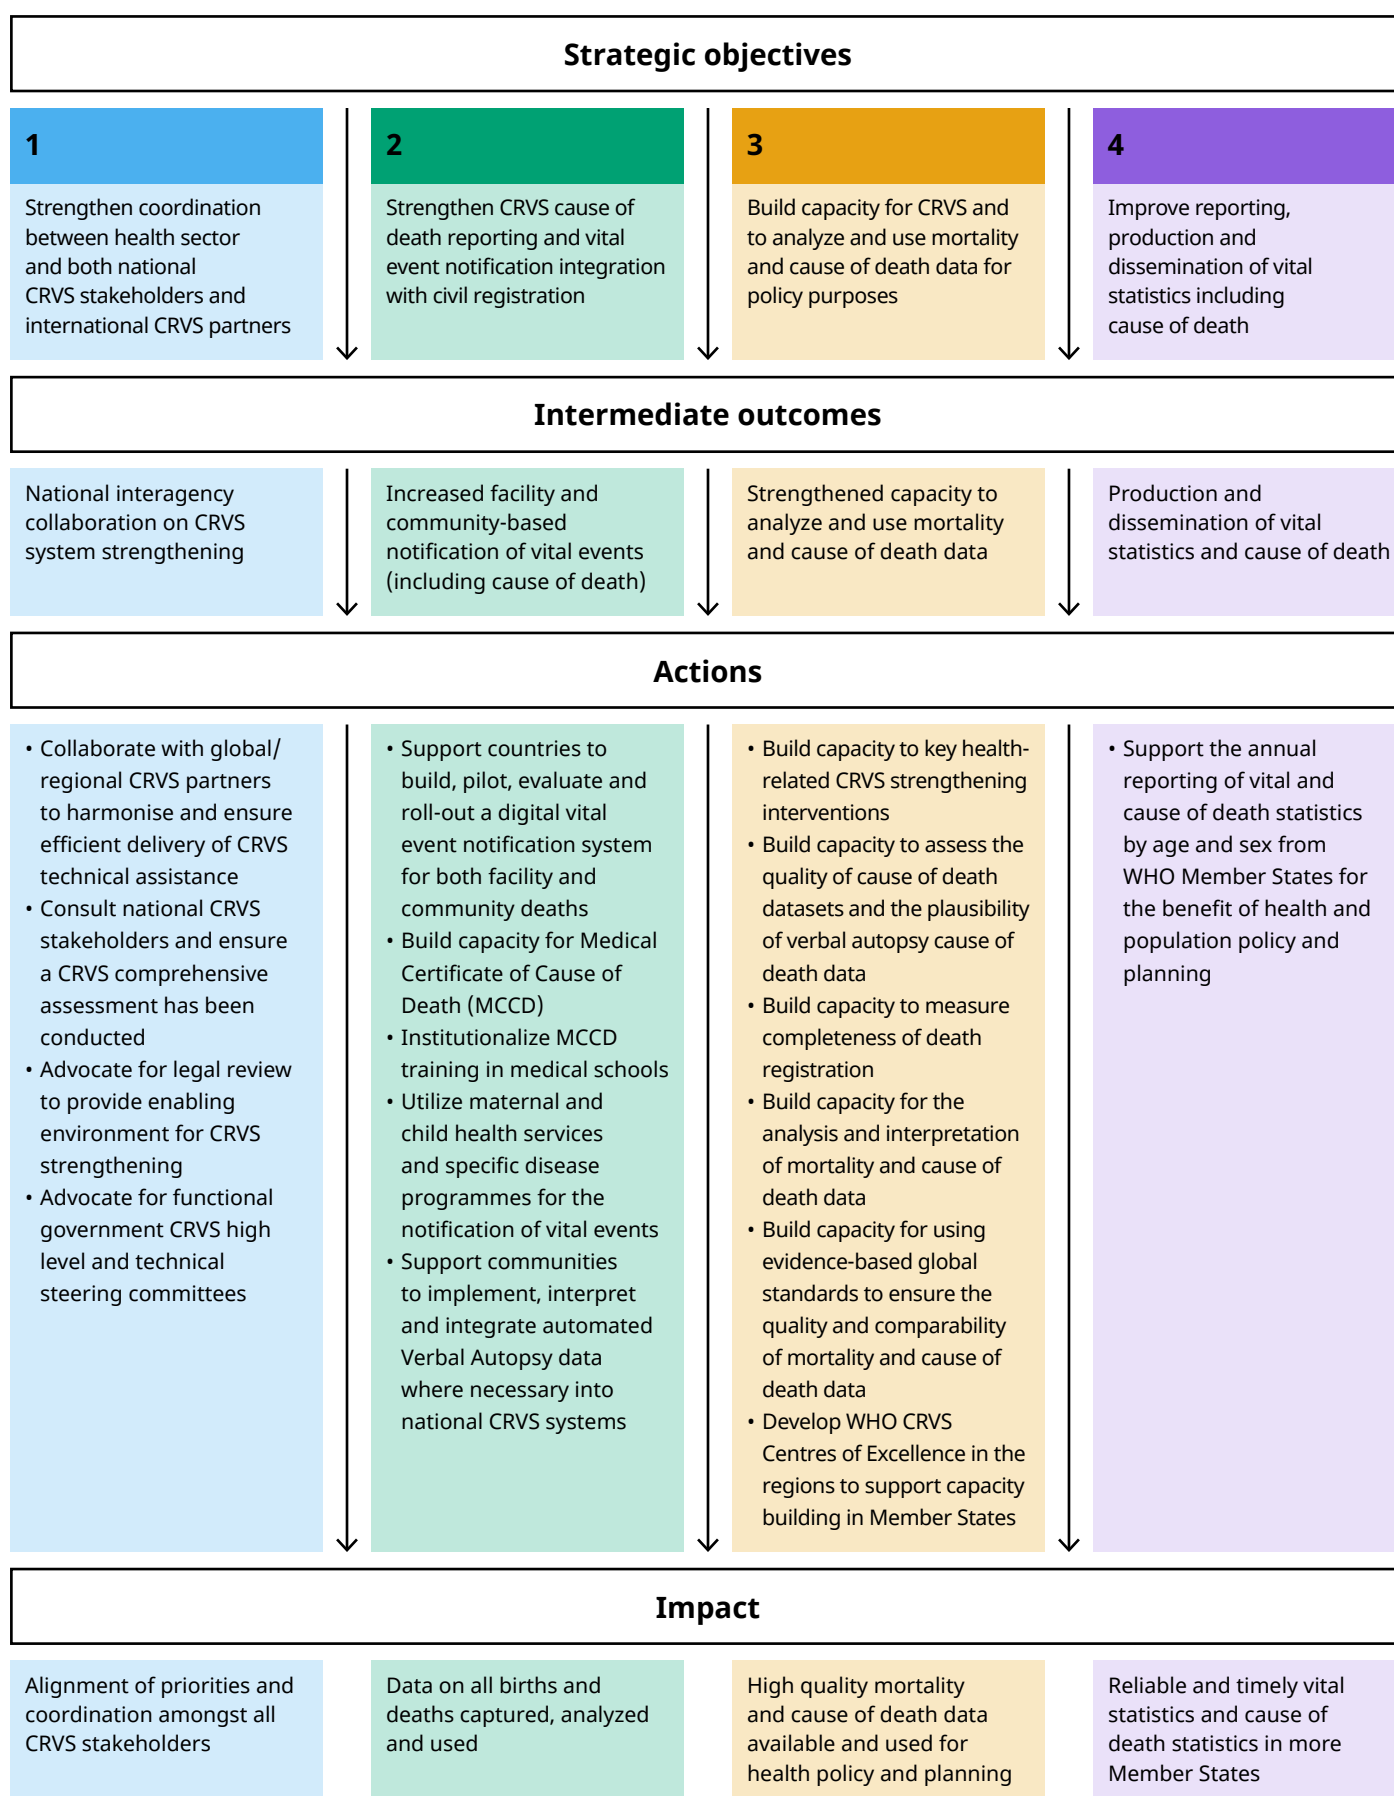 Strategic objectives
1
Strengthen coordination
between health sector
and both national
CRVS stakeholders and
international CRVS partners
2
Strengthen CRVS cause of
death reporting and vital
event notification integration
with civil registration
3
Build capacity for CRVS and
to analyze and use mortality
and cause of death data for
policy purposes
4
Improve reporting,
production and
dissemination of vital
statistics including
cause of death
Intermediate outcomes
National interagency
collaboration on CRVS
system strengthening
Increased facility and
community-based
notification of vital events
(including cause of death)
Strengthened capacity to
analyze and use mortality
and cause of death data
Production and
dissemination of vital
statistics and cause of death
Actions
• Collaborate with global/
regional CRVS partners
to harmonise and ensure
efficient delivery of CRVS
technical assistance
• Consult national CRVS
stakeholders and ensure
a CRVS comprehensive
assessment has been
conducted
• Advocate for legal review
to provide enabling
environment for CRVS
strengthening
• Advocate for functional
government CRVS high
level and technical
steering committees
• Support countries to
build, pilot, evaluate and
roll-out a digital vital
event notification system
for both facility and
community deaths
• Build capacity for Medical
Certificate of Cause of
Death (MCCD)
• Institutionalize MCCD
training in medical schools
• Utilize maternal and
child health services
and specific disease
programmes for the
notification of vital events
• Support communities
to implement, interpret
and integrate automated
Verbal Autopsy data
where necessary into
national CRVS systems
• Build capacity to key health-
related CRVS strengthening
interventions
• Build capacity to assess the
quality of cause of death
datasets and the plausibility
of verbal autopsy cause of
death data
• Build capacity to measure
completeness of death
registration
• Build capacity for the
analysis and interpretation
of mortality and cause of
death data
• Build capacity for using
evidence-based global
standards to ensure the
quality and comparability
of mortality and cause of
death data
• Develop WHO CRVS
Centres of Excellence in the
regions to support capacity
building in Member States
• Support the annual
reporting of vital and
cause of death statistics
by age and sex from
WHO Member States for
the benefit of health and
population policy and
planning
Impact
Alignment of priorities and
coordination amongst all
CRVS stakeholders
Data on all births and
deaths captured, analyzed
and used
High quality mortality
and cause of death data
available and used for
health policy and planning
Reliable and timely vital
statistics and cause of
death statistics in more
Member States